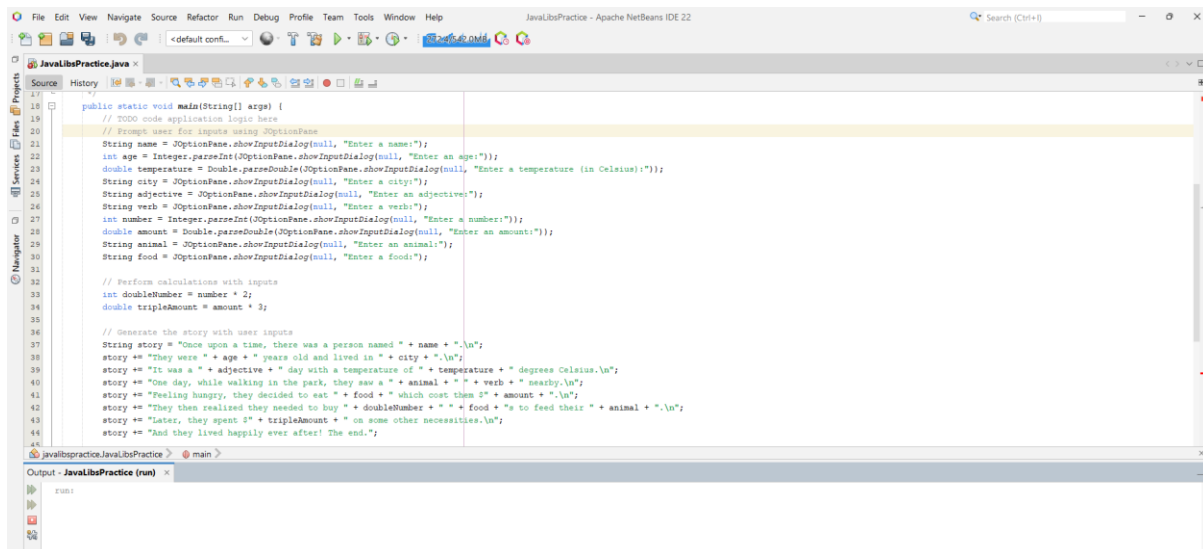 File Edit View Navigate Source Refactor Run Debug Profile Team Tools Window Help JavaLibsPractice - Apache NetBeans IDE 22 Search (Ctrl+I)
<default confi...
JavaLibsPractice.java
Source History
Projects
Files
Services
Navigator
17 */
18 public static void main(String[] args) {
19 // TODO code application logic here
20 // Prompt user for inputs using JOptionPane
21 String name = JOptionPane.showInputDialog(null, "Enter a name:");
22 int age = Integer.parseInt(JOptionPane.showInputDialog(null, "Enter an age:"));
23 double temperature = Double.parseDouble(JOptionPane.showInputDialog(null, "Enter a temperature (in Celsius):"));
24 String city = JOptionPane.showInputDialog(null, "Enter a city:");
25 String adjective = JOptionPane.showInputDialog(null, "Enter an adjective:");
26 String verb = JOptionPane.showInputDialog(null, "Enter a verb:");
27 int number = Integer.parseInt(JOptionPane.showInputDialog(null, "Enter a number:"));
28 double amount = Double.parseDouble(JOptionPane.showInputDialog(null, "Enter an amount:"));
29 String animal = JOptionPane.showInputDialog(null, "Enter an animal:");
30 String food = JOptionPane.showInputDialog(null, "Enter a food:");
31
32 // Perform calculations with inputs
33 int doubleNumber = number * 2;
34 double tripleAmount = amount * 3;
35
36 // Generate the story with user inputs
37 String story = "Once upon a time, there was a person named " + name + ".\n";
38 story += "They were " + age + " years old and lived in " + city + ".\n";
39 story += "It was a " + adjective + " day with a temperature of " + temperature + " degrees Celsius.\n";
40 story += "One day, while walking in the park, they saw a " + animal + " " + verb + " nearby.\n";
41 story += "Feeling hungry, they decided to eat " + food + " which cost them $" + amount + ".\n";
42 story += "They then realized they needed to buy " + doubleNumber + " " + food + "s to feed their " + animal + ".\n";
43 story += "Later, they spent $" + tripleAmount + " on some other necessities.\n";
44 story += "And they lived happily ever after! The end.";
45
javalibspractice.JavaLibsPractice main
Output - JavaLibsPractice (run)
run: